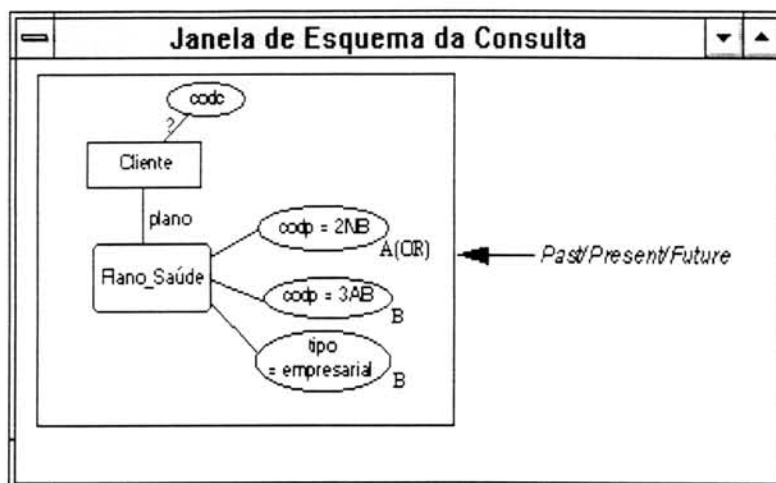 Janela de Esquema da Consulta
codc
?
Cliente
plano
codp = 2NB
A(OR)
Past/Present/Future
Plano_Saúde
codp = 3AB
B
tipo
= empresarial
B